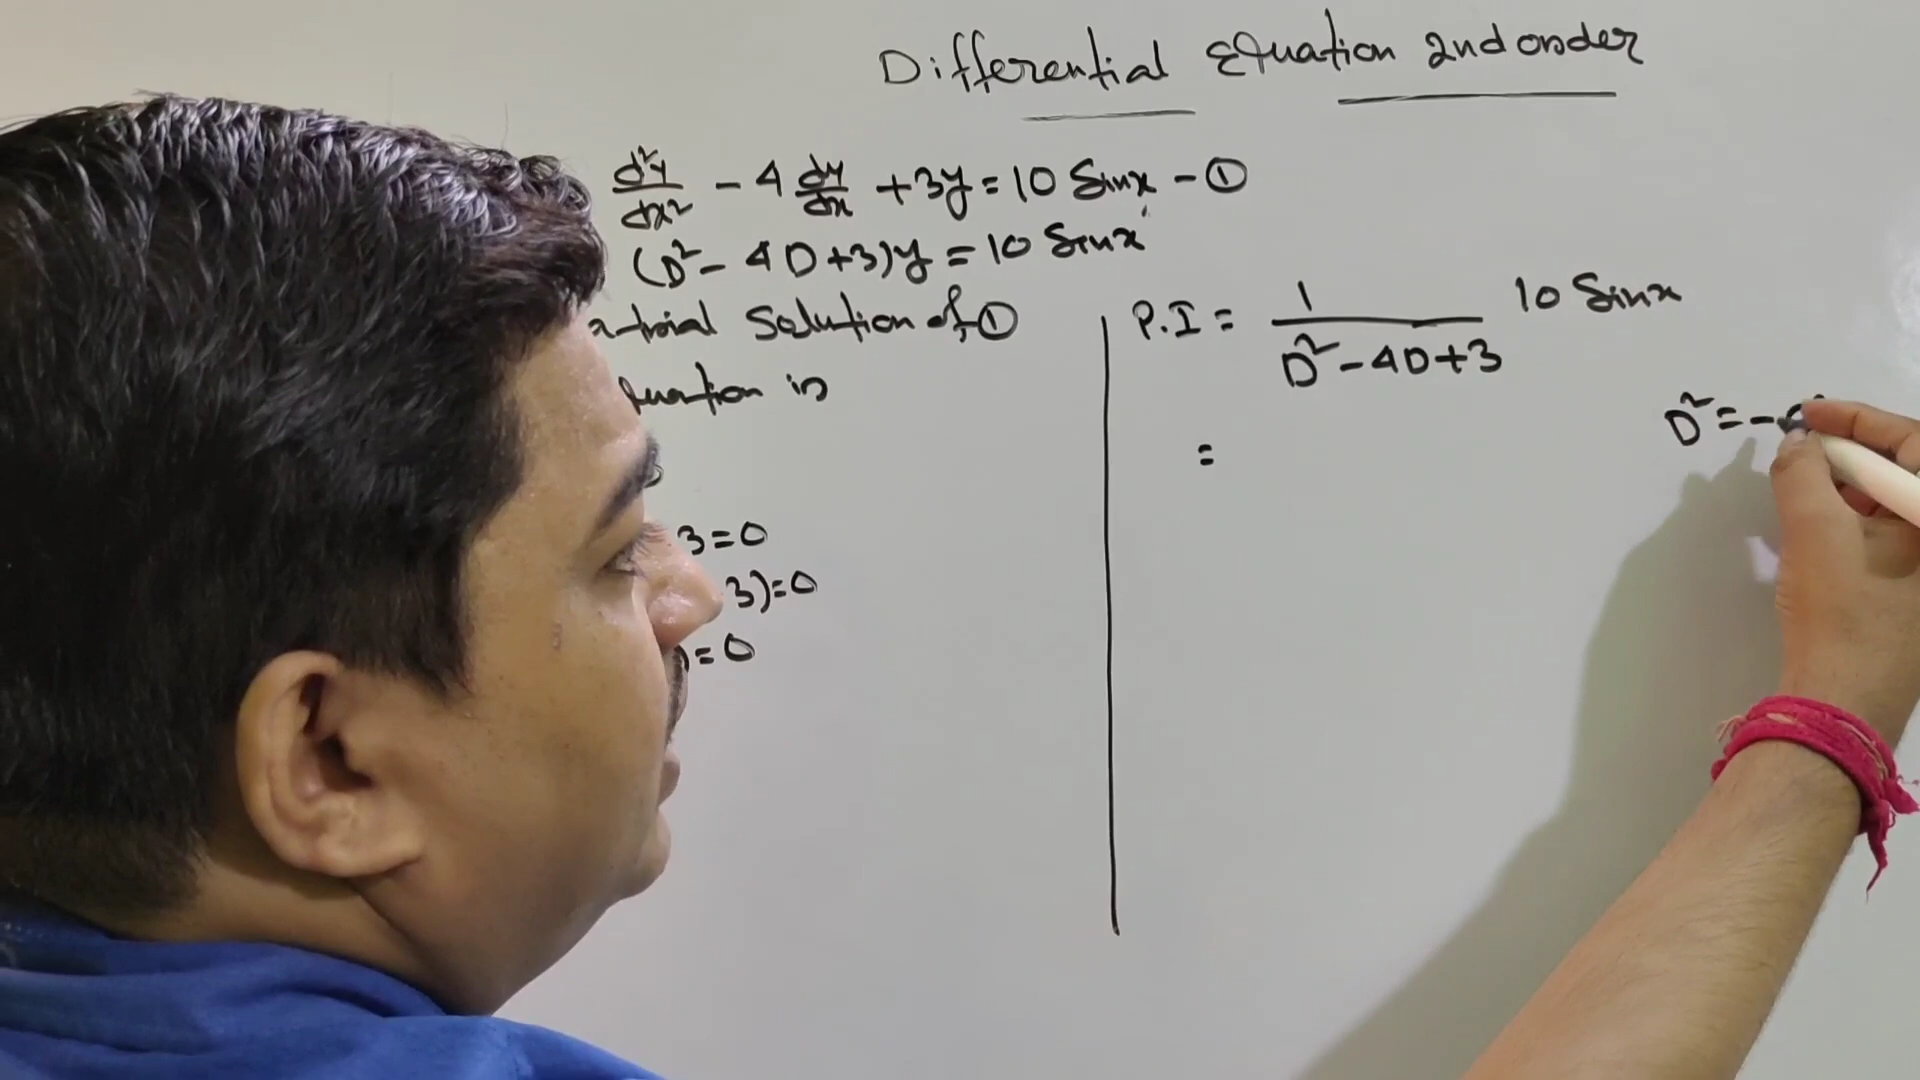 Differential Equation 2nd order
d²y/dx² - 4 dy/dx + 3y = 10 Sinx - ①
(D² - 4D + 3)y = 10 Sinx
a trial Solution of ①
uation is
3 = 0
3) = 0
) = 0
P.I = 1/(D² - 4D + 3) 10 Sinx
=
D² = -